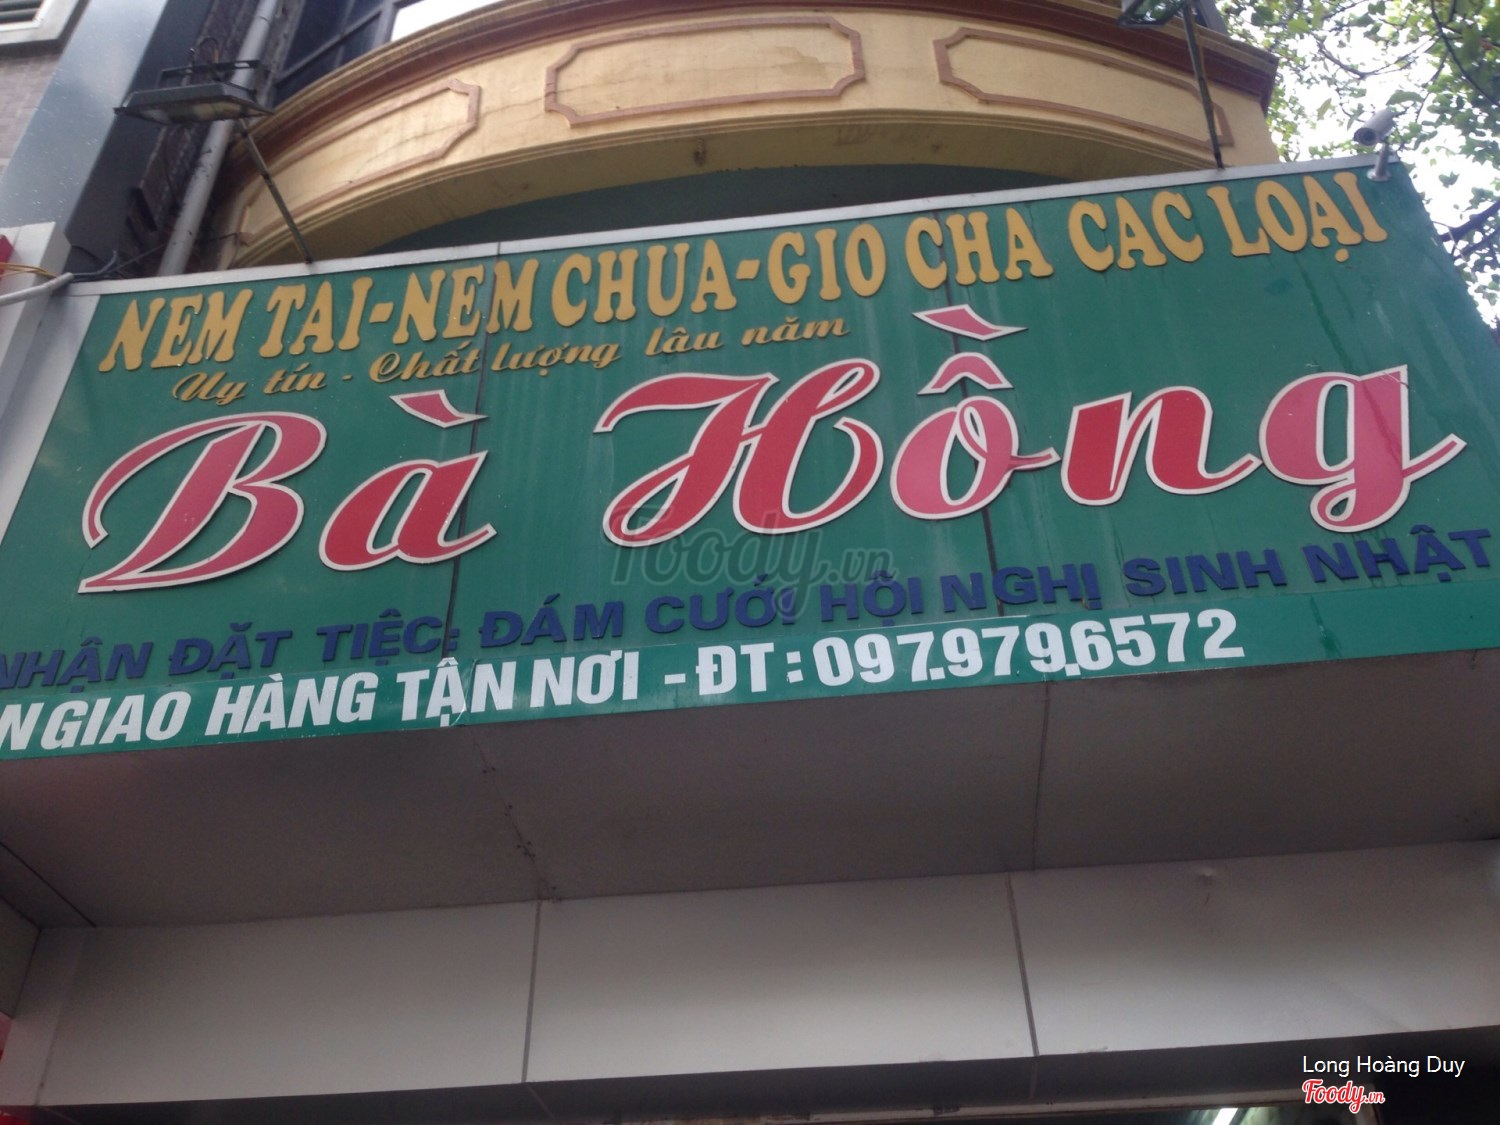 NEM TAI-NEM CHUA-GIO CHA CAC LOẠI
Uy tín - Chất lượng lâu năm
Bà Hồng
NHẬN ĐẶT TIỆC: ĐÁM CƯỚI HỘI NGHỊ SINH NHẬT
GIAO HÀNG TẬN NƠI - ĐT: 097.979.6572
Foody.vn
Long Hoàng Duy
Foody.vn